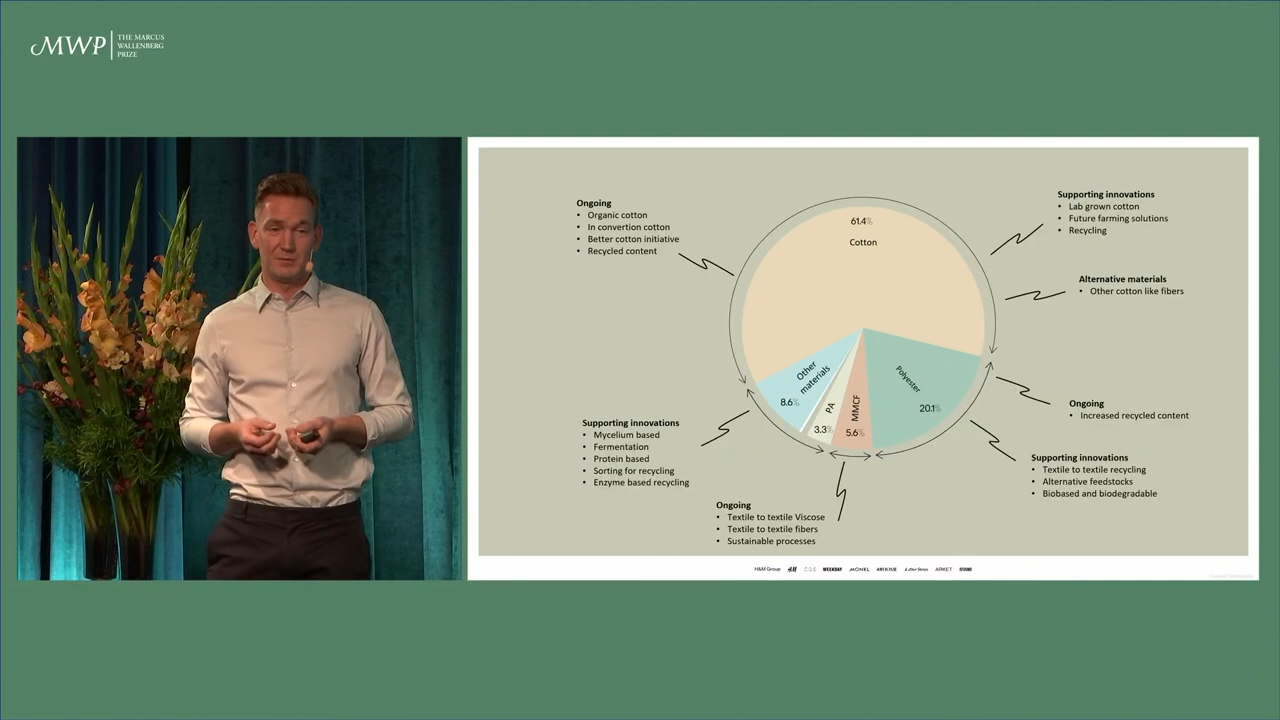 MWP
THE MARCUS
WALLENBERG
PRIZE
Ongoing
• Organic cotton
• In convertion cotton
• Better cotton initiative
• Recycled content
61.4%
Cotton
Supporting innovations
• Lab grown cotton
• Future farming solutions
• Recycling
Alternative materials
• Other cotton like fibers
Polyester
20.1%
Ongoing
• Increased recycled content
Supporting innovations
• Textile to textile recycling
• Alternative feedstocks
• Biobased and biodegradable
MMCF
5.6%
PA
3.3%
Other
materials
8.6%
Supporting innovations
• Mycelium based
• Fermentation
• Protein based
• Sorting for recycling
• Enzyme based recycling
Ongoing
• Textile to textile Viscose
• Textile to textile fibers
• Sustainable processes
H&M Group H&M COS WEEKDAY MONKI ARKET